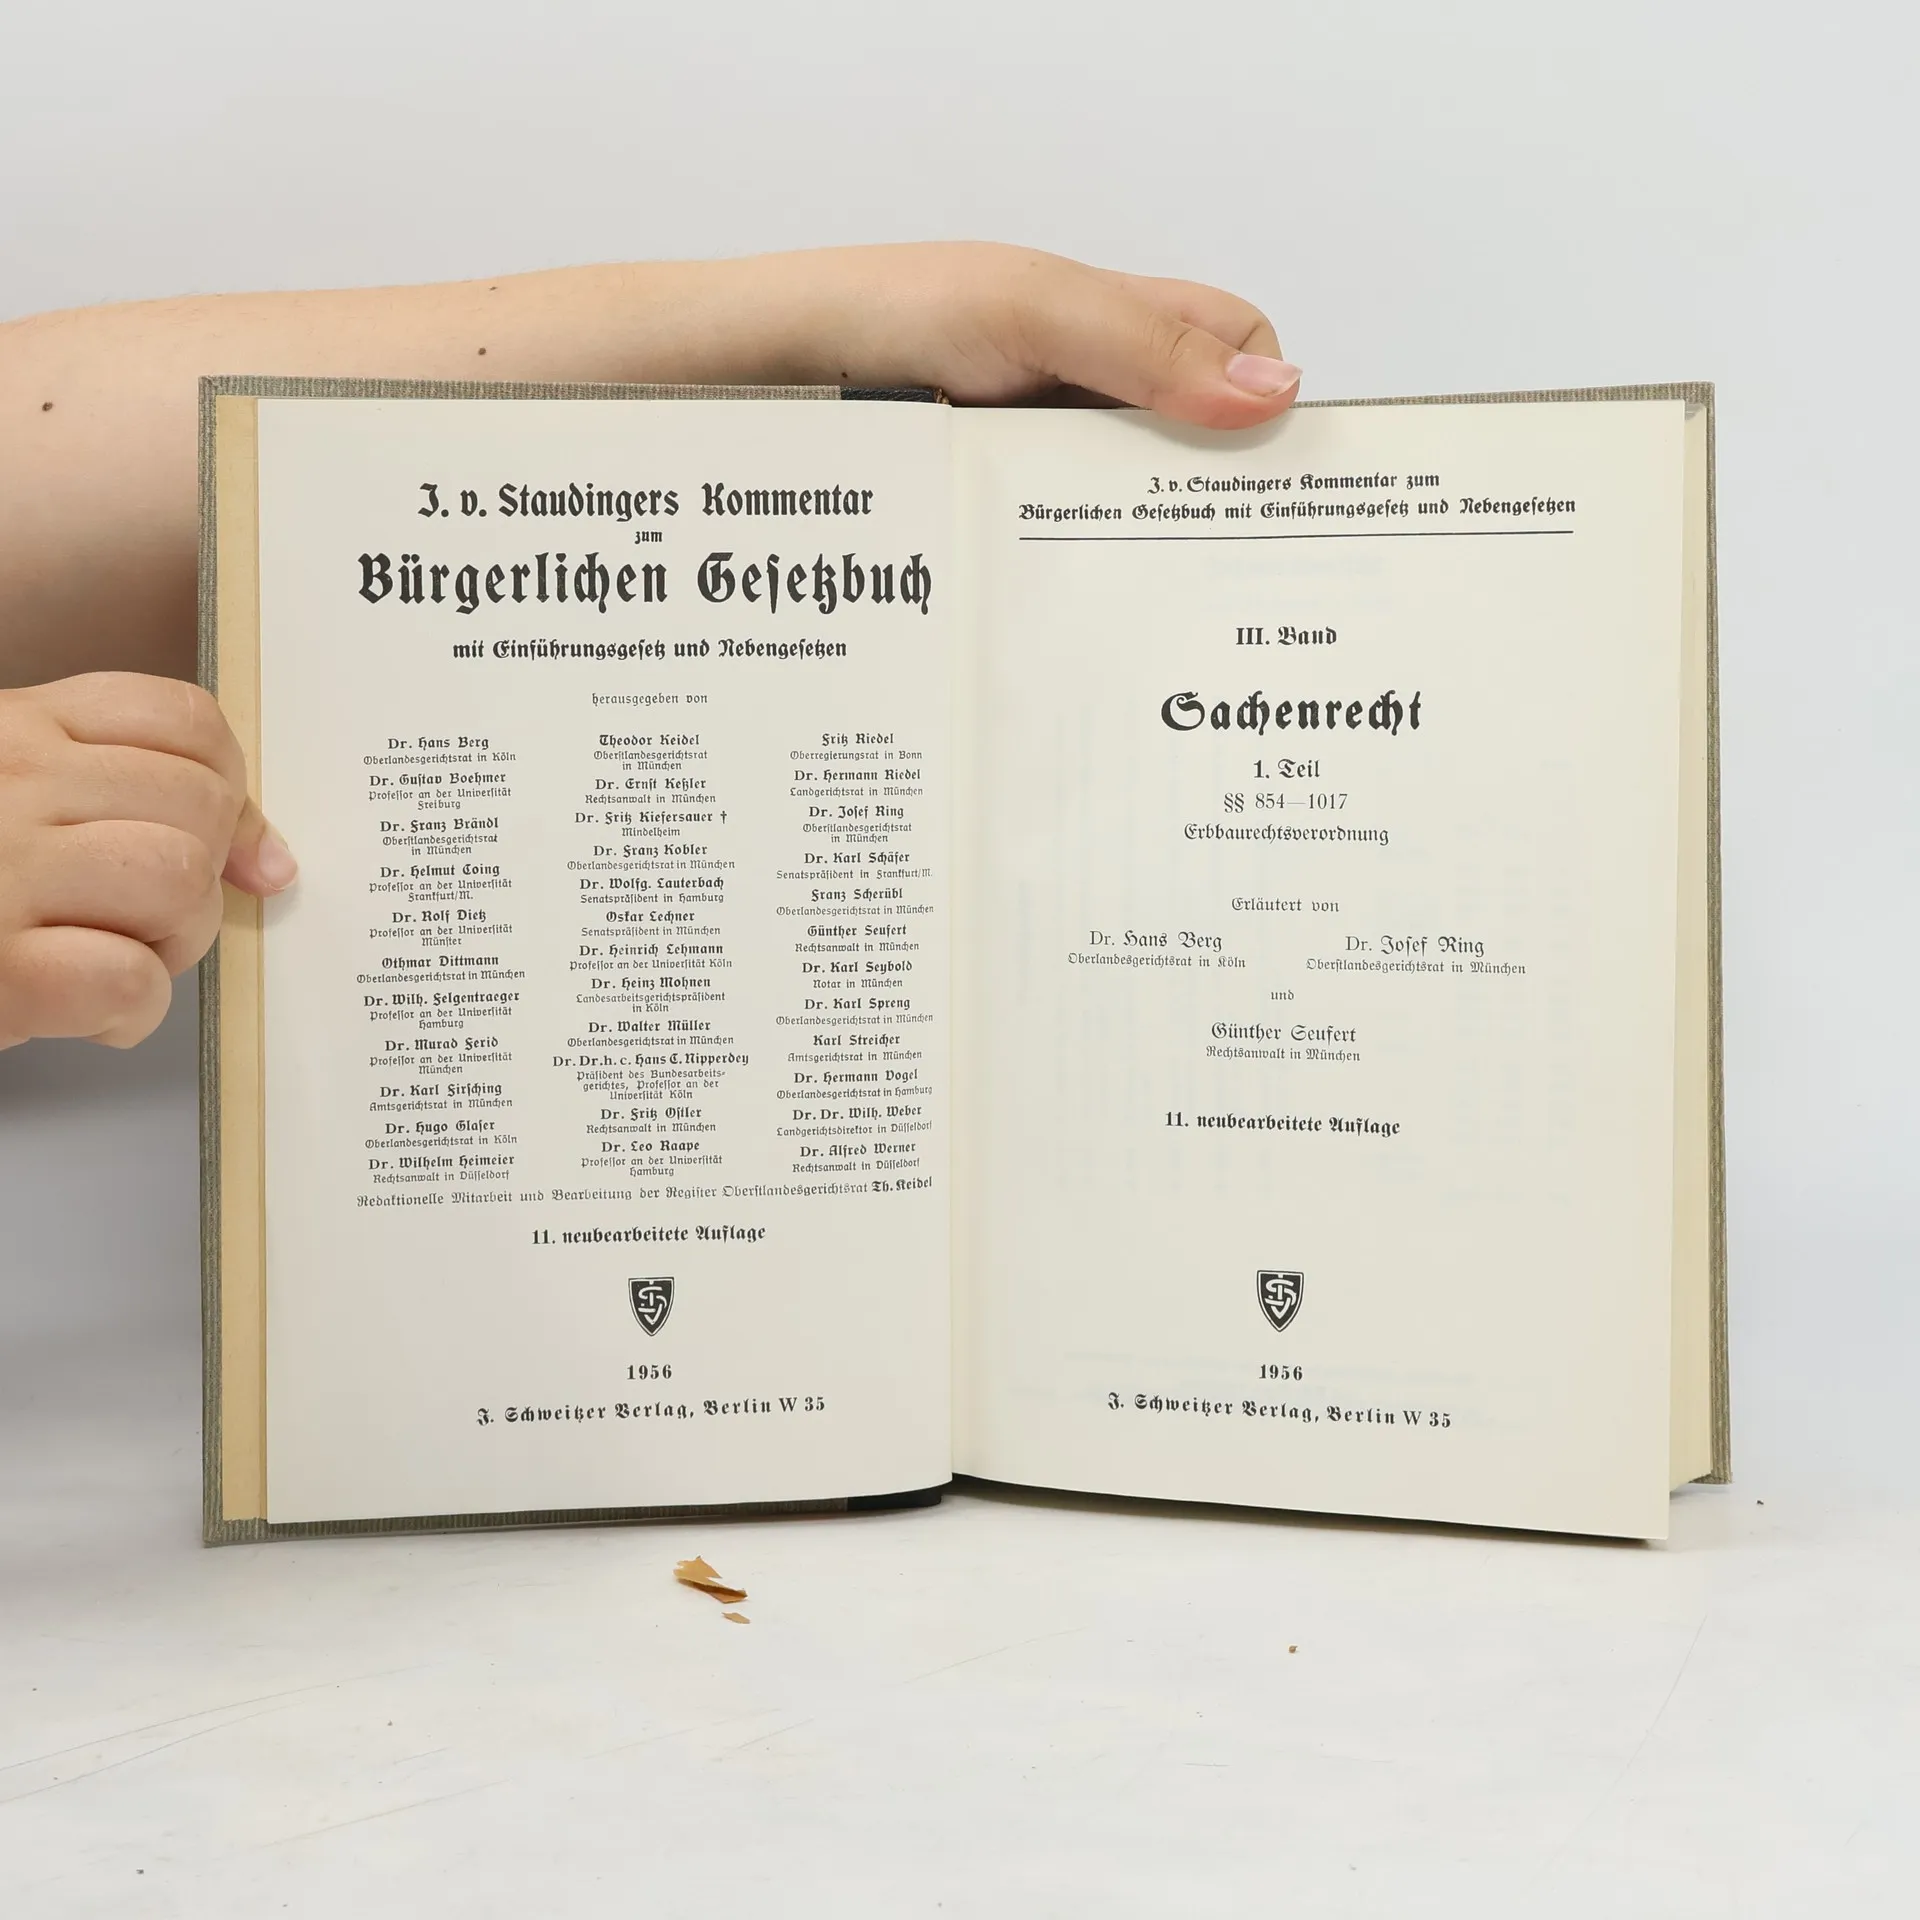 J. v. Staudingers Kommentar
zum
Bürgerlichen Gesetzbuch
mit Einführungsgesetz und Nebengesetzen
herausgegeben von
Dr. Hans Berg
Oberlandesgerichtsrat in Köln
Dr. Gustav Boehmer
Professor an der Universität
Freiburg
Dr. Franz Brändl
Oberstlandesgerichtsrat
in München
Dr. Helmut Coing
Professor an der Universität
Frankfurt/M.
Dr. Rolf Dietz
Professor an der Universität
Münster
Othmar Dittmann
Oberlandesgerichtsrat in München
Dr. Wilh. Felgentraeger
Professor an der Universität
Hamburg
Dr. Murad Ferid
Professor an der Universität
München
Dr. Karl Firsching
Amtsgerichtsrat in München
Dr. Hugo Glaser
Oberlandesgerichtsrat in Köln
Dr. Wilhelm Heimeier
Rechtsanwalt in Düsseldorf
Theodor Keidel
Oberstlandesgerichtsrat
in München
Dr. Ernst Keßler
Rechtsanwalt in München
Dr. Fritz Kiefersauer †
Mindelheim
Dr. Franz Kobler
Oberlandesgerichtsrat in München
Dr. Wolfg. Lauterbach
Senatspräsident in Hamburg
Oskar Lechner
Senatspräsident in München
Dr. Heinrich Lehmann
Professor an der Universität Köln
Dr. Heinz Mohnen
Landesarbeitsgerichtspräsident
in Köln
Dr. Walter Müller
Oberlandesgerichtsrat in München
Dr. Dr. h. c. Hans C. Nipperdey
Präsident des Bundesarbeits-
gerichtes, Professor an der
Universität Köln
Dr. Fritz Ostler
Rechtsanwalt in München
Dr. Leo Raape
Professor an der Universität
Hamburg
Fritz Riedel
Oberregierungsrat in Bonn
Dr. Hermann Riedel
Landgerichtsrat in München
Dr. Josef Ring
Oberstlandesgerichtsrat
in München
Dr. Karl Schäfer
Senatspräsident in Frankfurt/M.
Franz Scherübl
Oberlandesgerichtsrat in München
Günther Seufert
Rechtsanwalt in München
Dr. Karl Seybold
Notar in München
Dr. Karl Spreng
Oberlandesgerichtsrat in München
Karl Streicher
Amtsgerichtsrat in München
Dr. Hermann Vogel
Oberlandesgerichtsrat in Hamburg
Dr. Dr. Wilh. Weber
Landgerichtsdirektor in Düsseldorf
Dr. Alfred Werner
Rechtsanwalt in Düsseldorf
Redaktionelle Mitarbeit und Bearbeitung der Register Oberstlandesgerichtsrat Th. Keidel
11. neubearbeitete Auflage
1956
J. Schweitzer Verlag, Berlin W 35
J. v. Staudingers Kommentar zum
Bürgerlichen Gesetzbuch mit Einführungsgesetz und Nebengesetzen
III. Band
Sachenrecht
1. Teil
§§ 854—1017
Erbbaurechtsverordnung
Erläutert von
Dr. Hans Berg
Oberlandesgerichtsrat in Köln
Dr. Josef Ring
Oberstlandesgerichtsrat in München
und
Günther Seufert
Rechtsanwalt in München
11. neubearbeitete Auflage
1956
J. Schweitzer Verlag, Berlin W 35